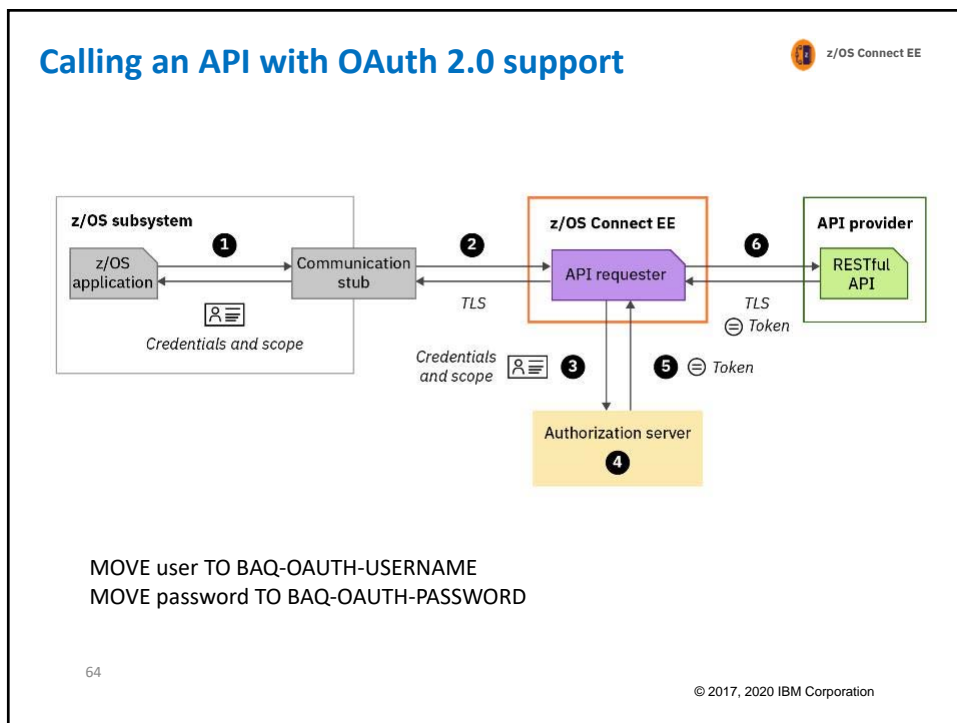 Calling an API with OAuth 2.0 support
z/OS Connect EE
z/OS subsystem
z/OS
application
1
Communication
stub
Credentials and scope
2
TLS
z/OS Connect EE
API requester
6
TLS
Token
API provider
RESTful
API
Credentials
and scope
3
5
Token
Authorization server
4
MOVE user TO BAQ-OAUTH-USERNAME
MOVE password TO BAQ-OAUTH-PASSWORD
64
© 2017, 2020 IBM Corporation